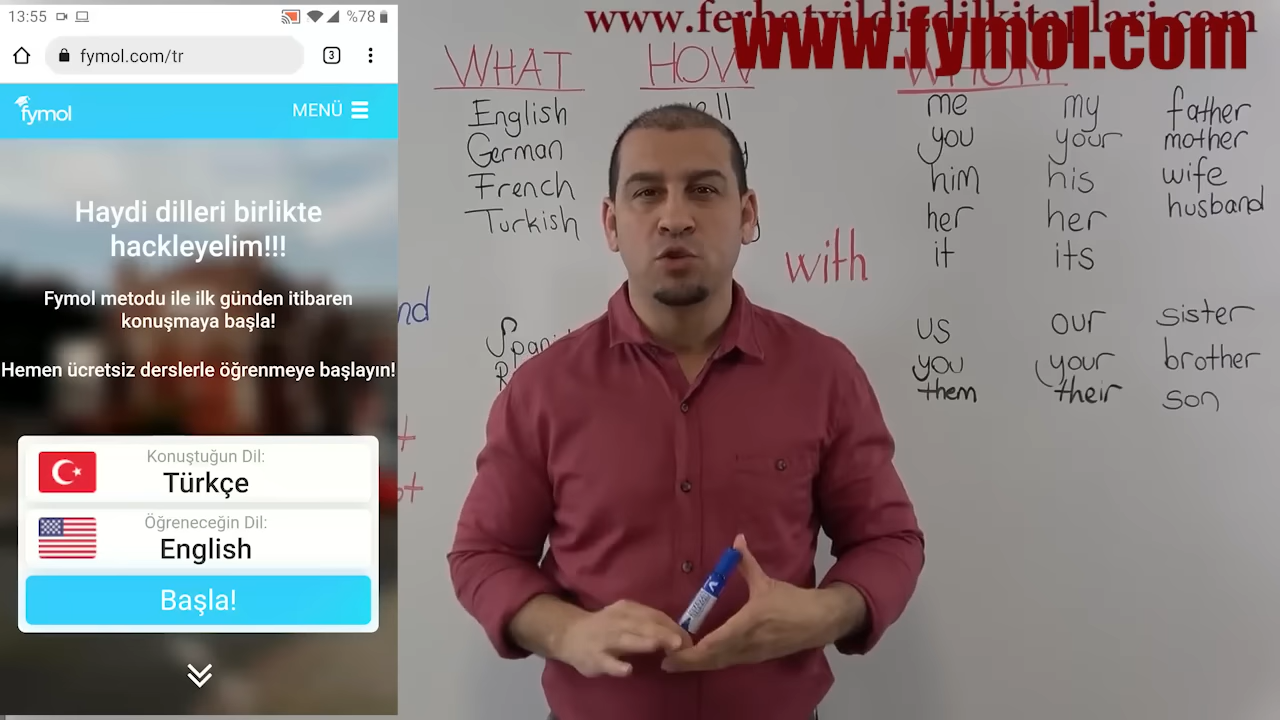 13:55
%78
fymol.com/tr
3
fymol
MENÜ
Haydi dilleri birlikte
hackleyelim!!!
Fymol metodu ile ilk günden itibaren
konuşmaya başla!
Hemen ücretsiz derslerle öğrenmeye başlayın!
Konuştuğun Dil:
Türkçe
Öğreneceğin Dil:
English
Başla!
www.fymol.com
WHAT
English
German
French
Turkish
HOW
with
WHOM
me
you
him
her
it
us
you
them
my
your
his
her
its
our
your
their
father
mother
wife
husband
sister
brother
son